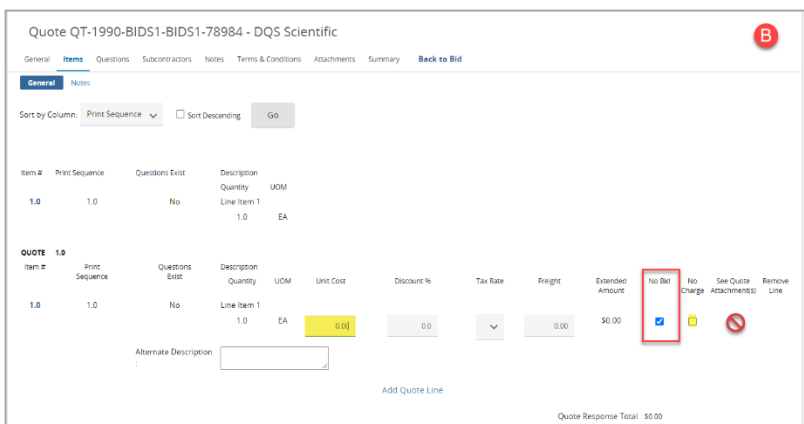 Quote QT-1990-BIDS1-BIDS1-78984 - DQS Scientific
B
General Items Questions Subcontractors Notes Terms & Conditions Attachments Summary Back to Bid
General Notes
Sort by Column: Print Sequence Sort Descending Go
Item # Print Sequence Questions Exist Description
Quantity UOM
1.0 1.0 No Line Item 1
1.0 EA
QUOTE 1.0
Item # Print Sequence Questions Exist Description
Quantity UOM Unit Cost Discount % Tax Rate Freight Extended Amount No Bid No Charge See Quote Attachment(s) Remove Line
1.0 1.0 No Line Item 1
1.0 EA 0.00 0.0 0.00 $0.00
Alternate Description
:
Add Quote Line
Quote Response Total $0.00